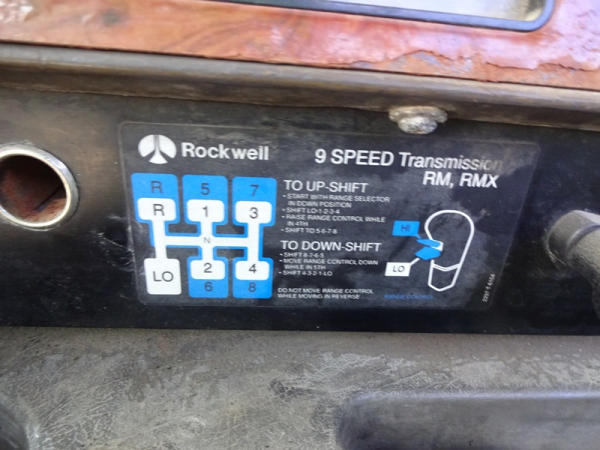 Rockwell
9 SPEED Transmission
RM, RMX
R 5 7
R 1 3
N
LO 2 4
6 8
TO UP-SHIFT
• START WITH RANGE SELECTOR
IN DOWN POSITION
• SHIFT LO-1-2-3-4
• RAISE RANGE CONTROL WHILE
IN 4TH
• SHIFT TO 5-6-7-8
TO DOWN-SHIFT
• SHIFT 8-7-6-5
• MOVE RANGE CONTROL DOWN
WHILE IN 5TH
• SHIFT 4-3-2-1-LO
DO NOT MOVE RANGE CONTROL
WHILE MOVING IN REVERSE
HI
LO
RANGE CONTROL